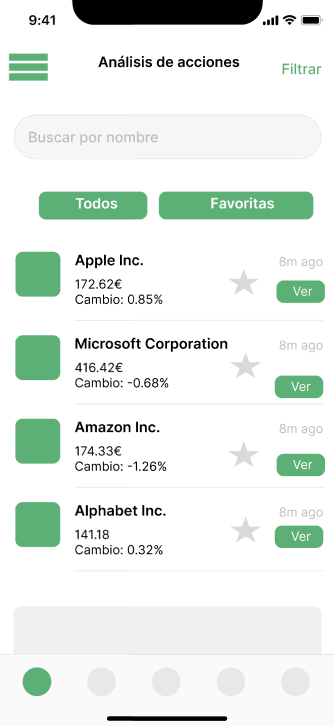 9:41
Análisis de acciones
Filtrar
Buscar por nombre
Todos
Favoritas
Apple Inc.
8m ago
172.62€
Cambio: 0.85%
Ver
Microsoft Corporation
8m ago
416.42€
Cambio: -0.68%
Ver
Amazon Inc.
8m ago
174.33€
Cambio: -1.26%
Ver
Alphabet Inc.
8m ago
141.18
Cambio: 0.32%
Ver